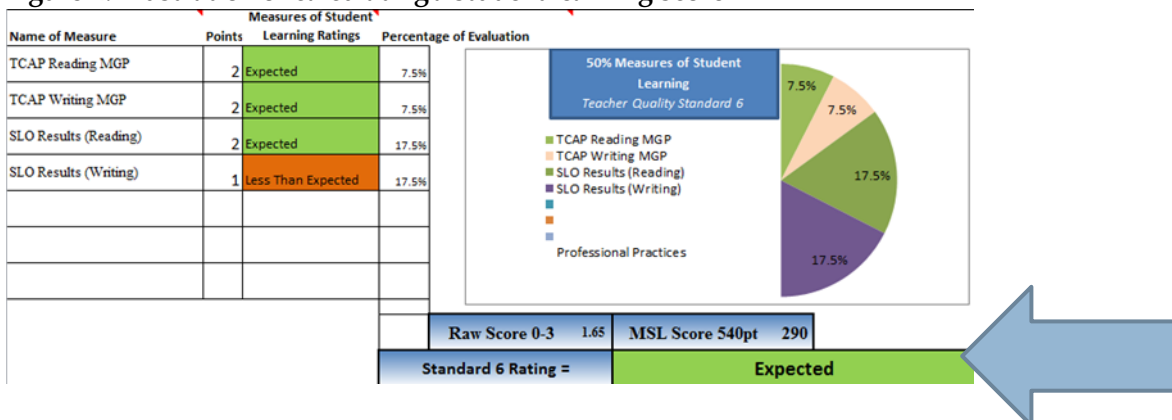 Measures of Student
Name of Measure Points Learning Ratings Percentage of Evaluation
TCAP Reading MGP 2 Expected 7.5%
TCAP Writing MGP 2 Expected 7.5%
SLO Results (Reading) 2 Expected 17.5%
SLO Results (Writing) 1 Less Than Expected 17.5%
50% Measures of Student
Learning
Teacher Quality Standard 6
TCAP Reading MGP
TCAP Writing MGP
SLO Results (Reading)
SLO Results (Writing)
Professional Practices
7.5%
7.5%
17.5%
17.5%
Raw Score 0-3 1.65 MSL Score 540pt 290
Standard 6 Rating = Expected